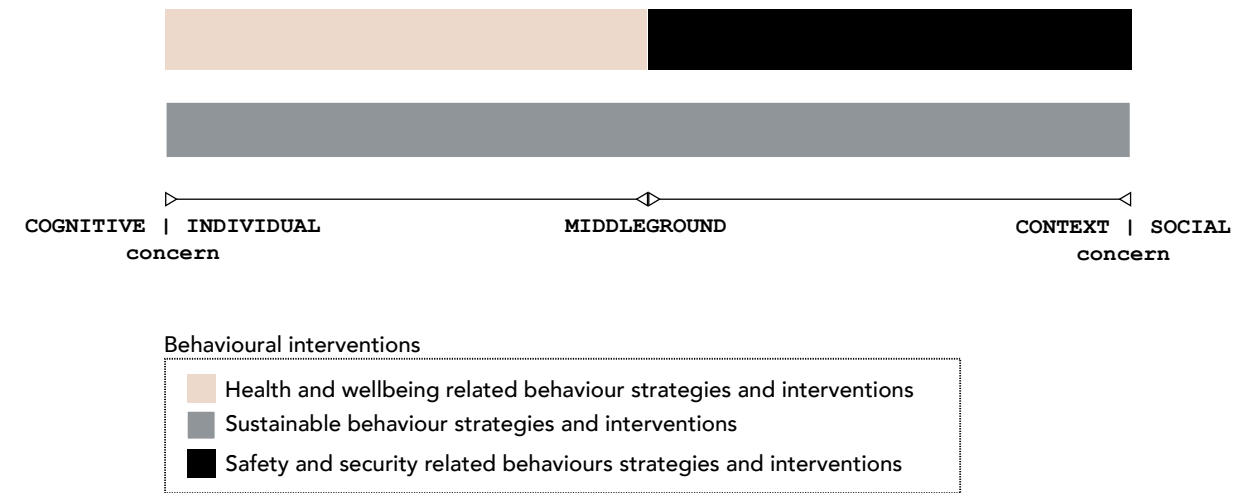 COGNITIVE | INDIVIDUAL
concern
MIDDLEGROUND
CONTEXT | SOCIAL
concern
Behavioural interventions
Health and wellbeing related behaviour strategies and interventions
Sustainable behaviour strategies and interventions
Safety and security related behaviours strategies and interventions